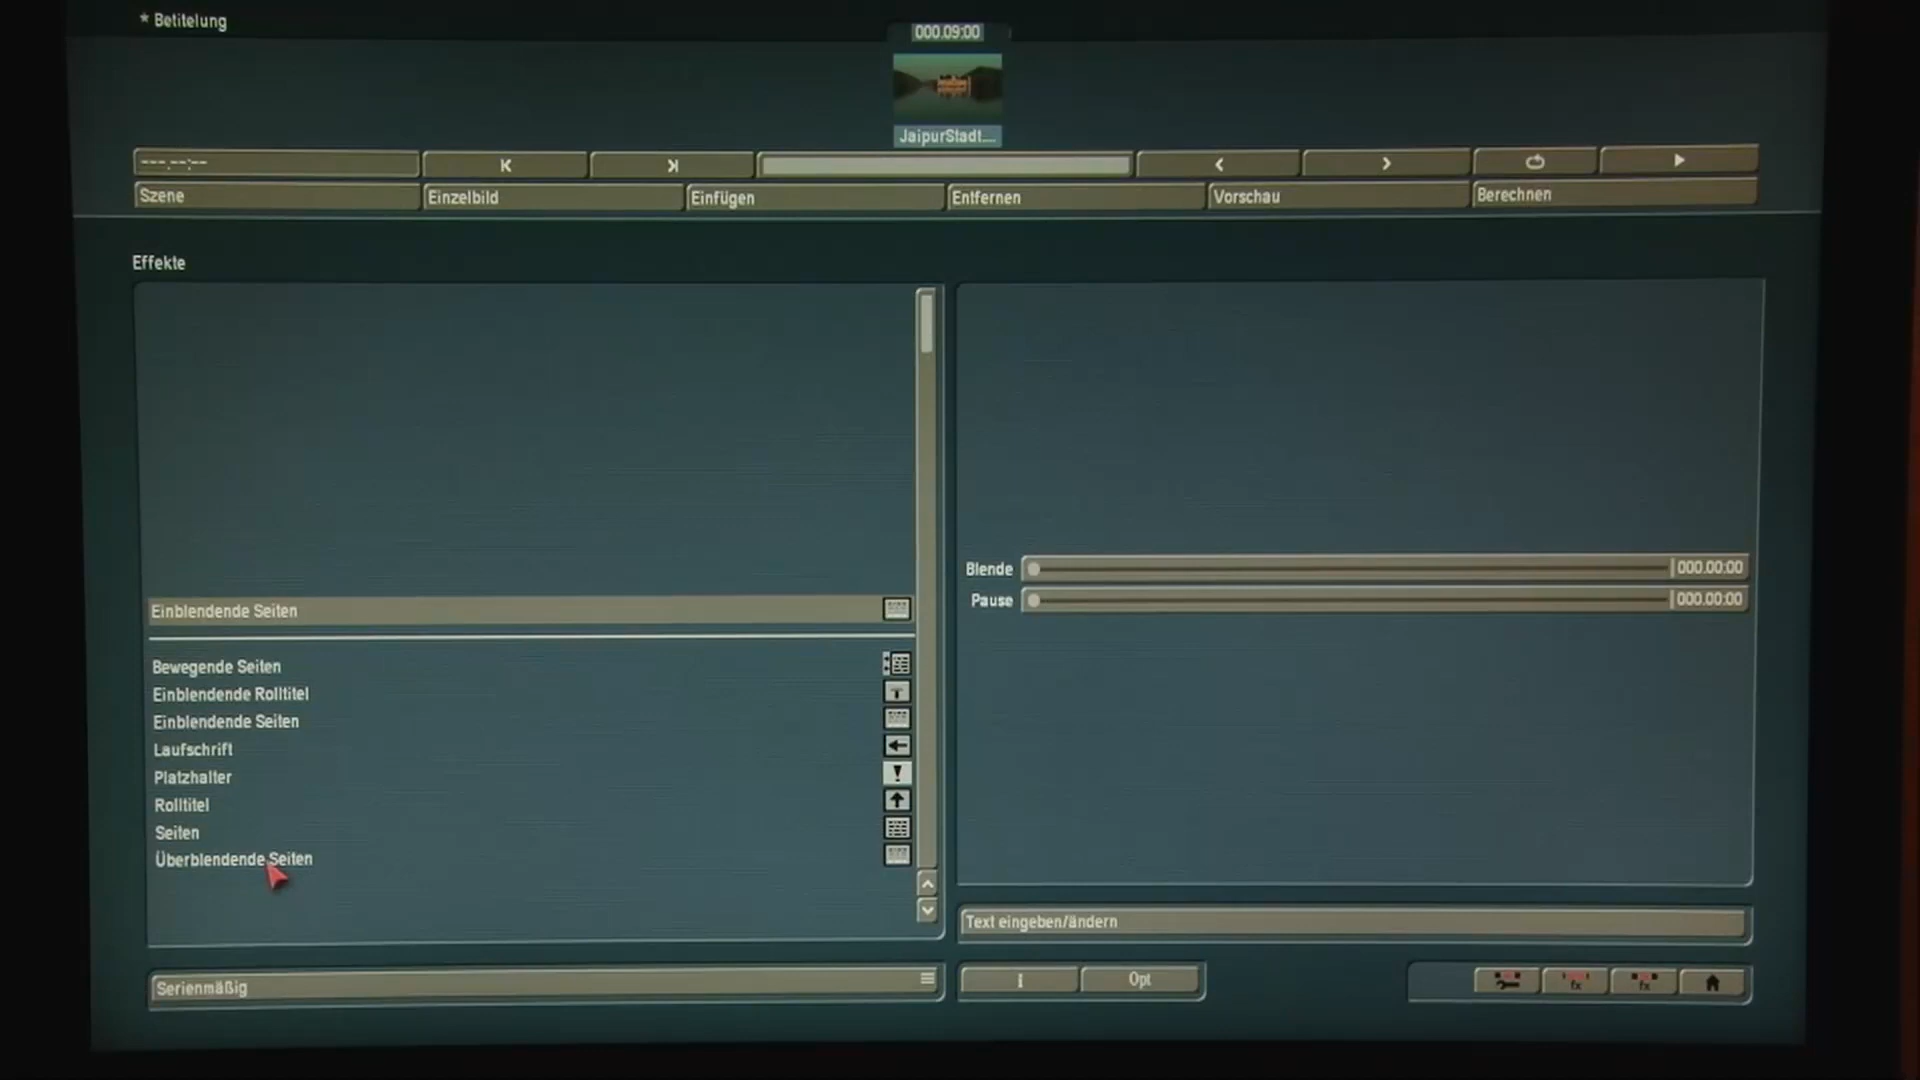 * Betitelung
000.09:00
JaipurStadt...
---.--:--
Szene
Einzelbild
Einfügen
Entfernen
Vorschau
Berechnen
Effekte
Einblendende Seiten
Bewegende Seiten
Einblendende Rolltitel
Einblendende Seiten
Laufschrift
Platzhalter
Rolltitel
Seiten
Überblendende Seiten
Blende 000.00:00
Pause 000.00:00
Text eingeben/ändern
Serienmäßig
i
Opt
fx
fx